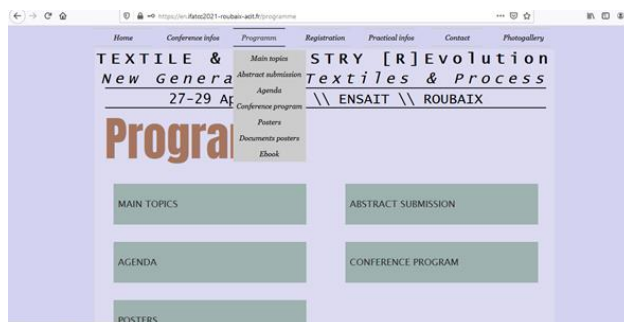 https://en.ifatcc2021-roubaix-acit.fr/programme
Home Conference infos Programm Registration Practical infos Contact Photogallery
TEXTILE & STRY [R]Evolution
New Genera Textiles & Process
27-29 Ap \\ ENSAIT \\ ROUBAIX
Main topics
Abstract submission
Agenda
Conference program
Posters
Documents posters
Ebook
Progra
MAIN TOPICS ABSTRACT SUBMISSION
AGENDA CONFERENCE PROGRAM
POSTERS